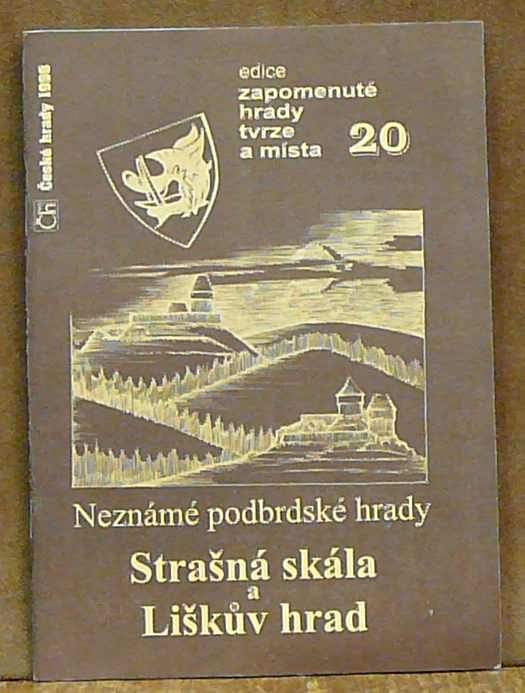 edice
zapomenuté
hrady
tvrze
a místa
20
Čh České hrady 1998
Neznámé podbrdské hrady
Strašná skála
a
Liškův hrad